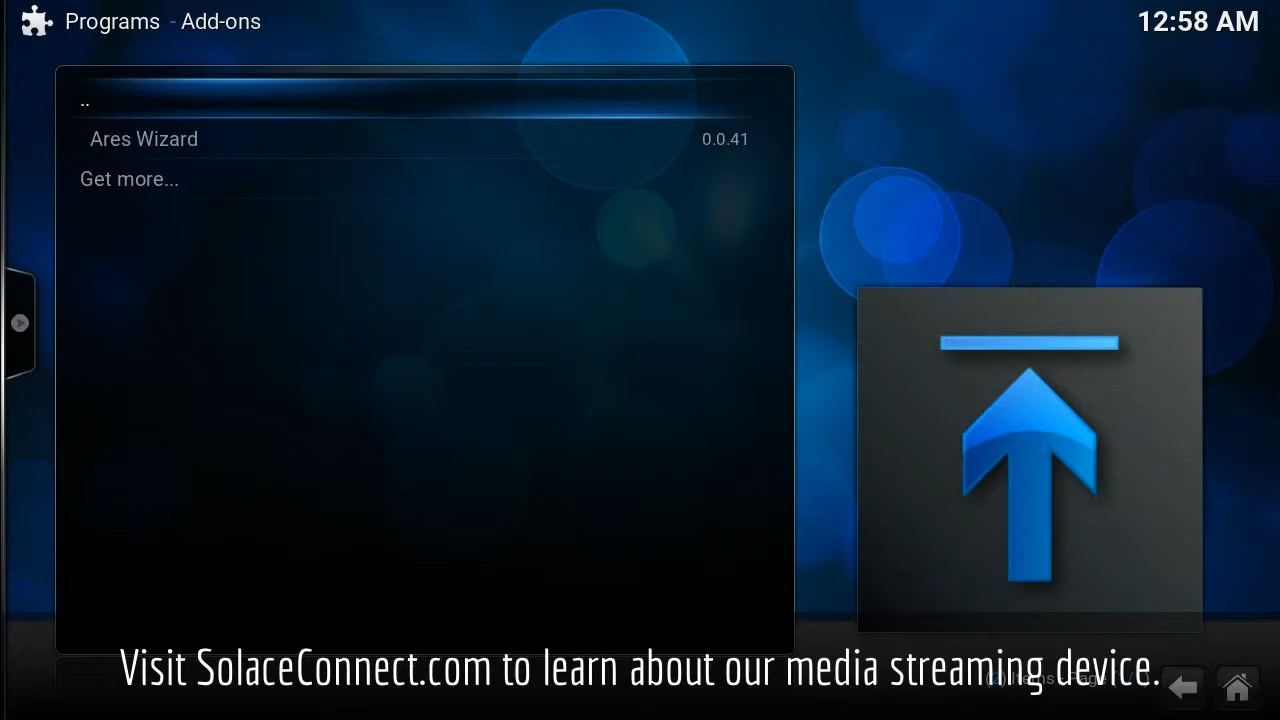 Programs - Add-ons
12:58 AM
..
Ares Wizard 0.0.41
Get more...
Visit SolaceConnect.com to learn about our media streaming device.